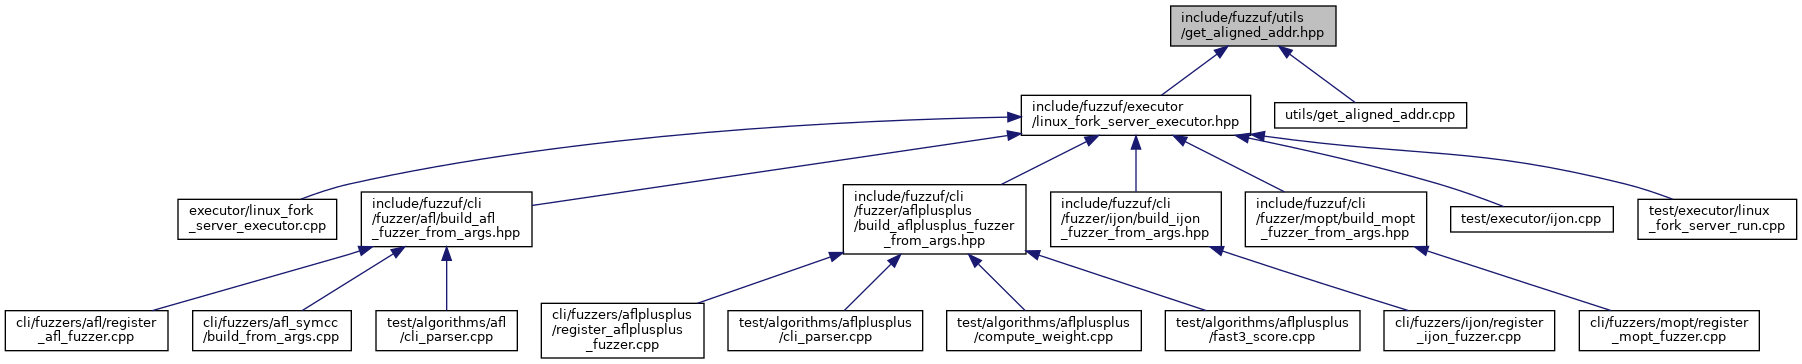 include/fuzzuf/utils
/get_aligned_addr.hpp
include/fuzzuf/executor
/linux_fork_server_executor.hpp
utils/get_aligned_addr.cpp
executor/linux_fork
_server_executor.cpp
include/fuzzuf/cli
/fuzzer/afl/build_afl
_fuzzer_from_args.hpp
include/fuzzuf/cli
/fuzzer/aflplusplus
/build_aflplusplus_fuzzer
_from_args.hpp
include/fuzzuf/cli
/fuzzer/ijon/build_ijon
_fuzzer_from_args.hpp
include/fuzzuf/cli
/fuzzer/mopt/build_mopt
_fuzzer_from_args.hpp
test/executor/ijon.cpp
test/executor/linux
_fork_server_run.cpp
cli/fuzzers/afl/register
_afl_fuzzer.cpp
cli/fuzzers/afl_symcc
/build_from_args.cpp
test/algorithms/afl
/cli_parser.cpp
cli/fuzzers/aflplusplus
/register_aflplusplus
_fuzzer.cpp
test/algorithms/aflplusplus
/cli_parser.cpp
test/algorithms/aflplusplus
/compute_weight.cpp
test/algorithms/aflplusplus
/fast3_score.cpp
cli/fuzzers/ijon/register
_ijon_fuzzer.cpp
cli/fuzzers/mopt/register
_mopt_fuzzer.cpp